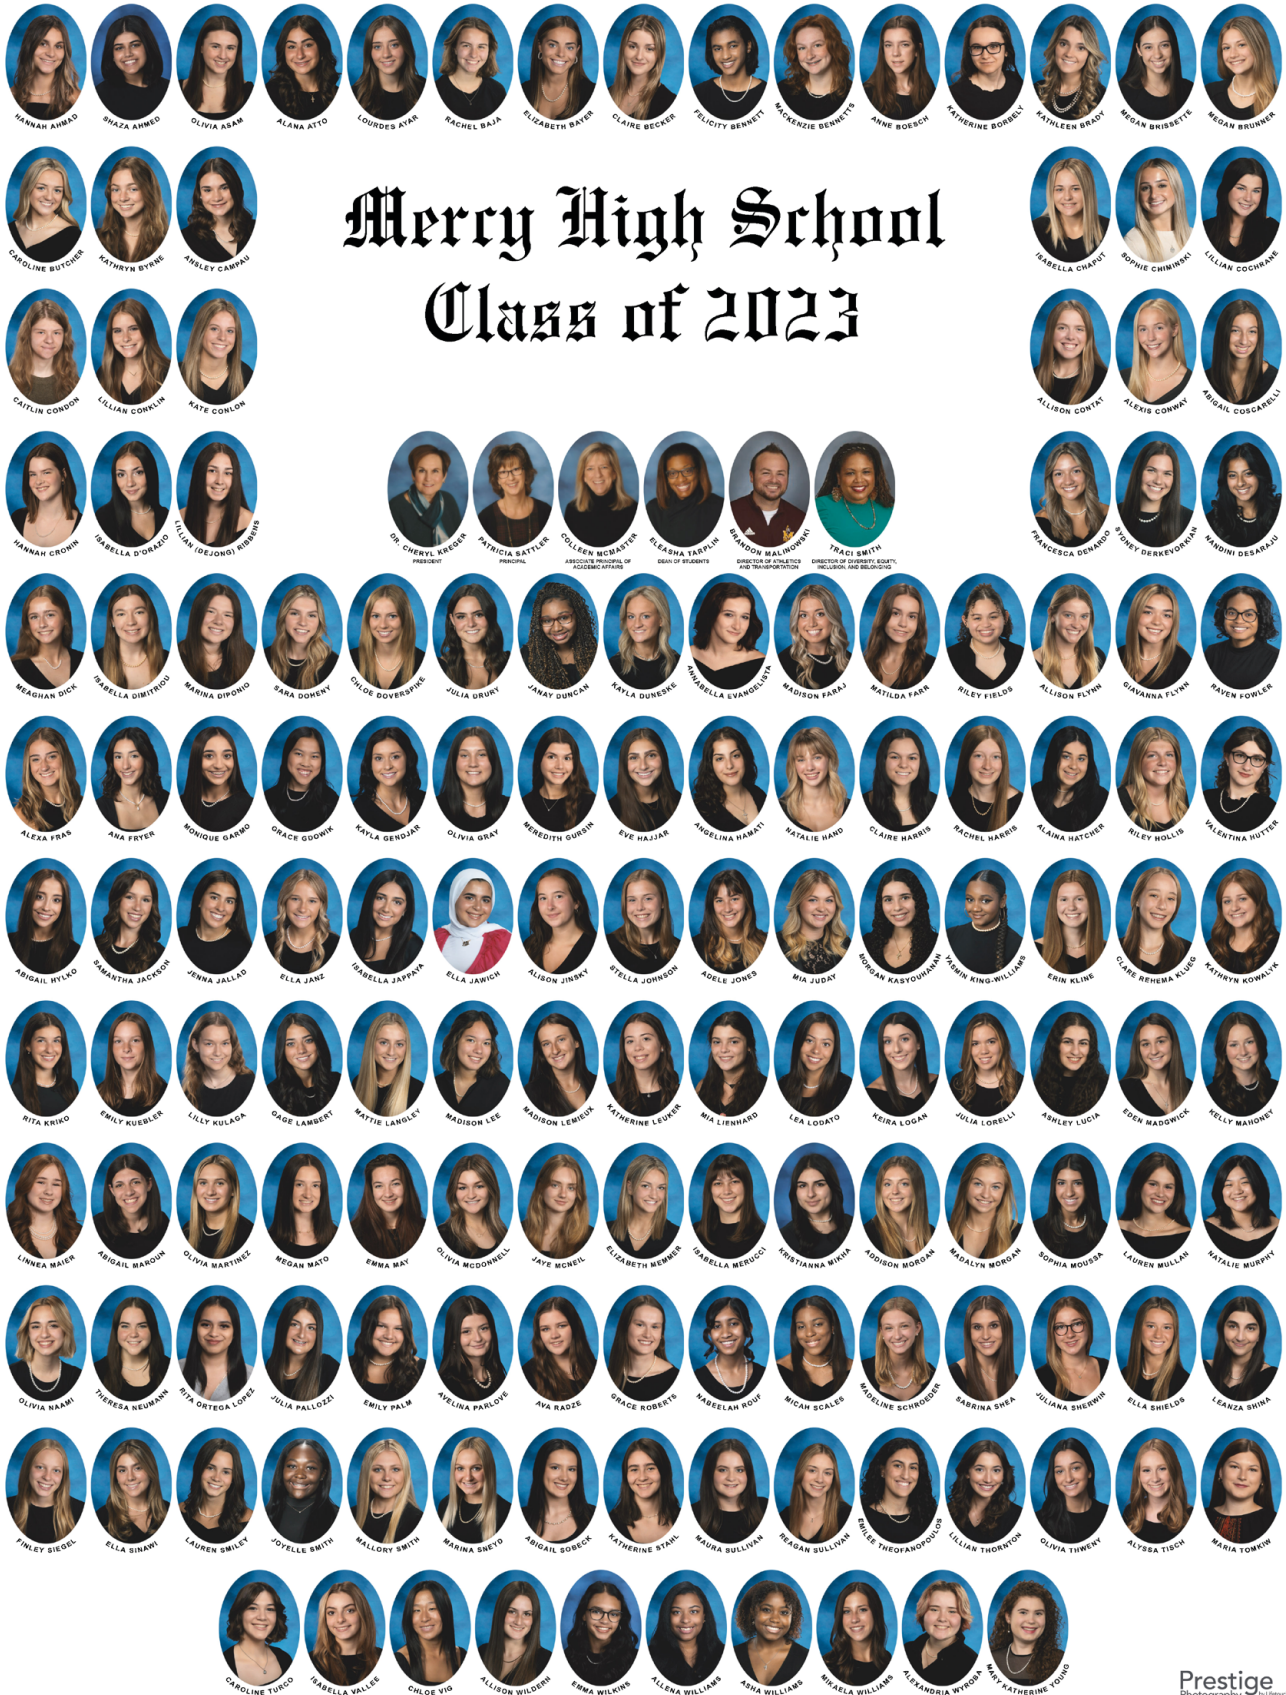 HANNAH AHMAD
SHAZA AHMED
OLIVIA ASAM
ALANA ATTO
LOURDES AYAR
RACHEL BAJA
ELIZABETH BAYER
CLAIRE BECKER
FELICITY BENNETT
MACKENZIE BENNETTS
ANNE BOESCH
KATHERINE BORBELY
KATHLEEN BRADY
MEGAN BRISSETTE
MEGAN BRUNNER
Mercy High School
Class of 2023
CAROLINE BUTCHER
KATHRYN BYRNE
ANSLEY CAMPAU
ISABELLA CHAPUT
SOPHIE CHIMINSKI
LILLIAN COCHRANE
CAITLIN CONDON
LILLIAN CONKLIN
KATE CONLON
ALLISON CONTAT
ALEXIS CONWAY
ABIGAIL COSCARELLI
HANNAH CRONIN
ISABELLA D'ORAZIO
LILLIAN (DEJONG) RIBBENS
DR. CHERYL KREGER
PRESIDENT
PATRICIA SATTLER
PRINCIPAL
COLLEEN MCMASTER
ASSOCIATE PRINCIPAL OF
ACADEMIC AFFAIRS
ELEASHA TARPLIN
DEAN OF STUDENTS
BRANDON MALINOWSKI
DIRECTOR OF ATHLETICS
AND TRANSPORTATION
TRACI SMITH
DIRECTOR OF DIVERSITY, EQUITY,
INCLUSION, AND BELONGING
FRANCESCA DENARDO
SYDNEY DERKEVORKIAN
NANDINI DESARAJU
MEAGHAN DICK
ISABELLA DIMITRIOU
MARINA DIPONIO
SARA DOHENY
CHLOE DOVERSPIKE
JULIA DRURY
JANAY DUNCAN
KAYLA DUNESKE
ANNABELLA EVANGELISTA
MADISON FARAJ
MATILDA FARR
RILEY FIELDS
ALLISON FLYNN
GIAVANNA FLYNN
RAVEN FOWLER
ALEXA FRAS
ANA FRYER
MONIQUE GARMO
GRACE GDOWIK
KAYLA GENDJAR
OLIVIA GRAY
MEREDITH GURSIN
EVE HAJJAR
ANGELINA HAMATI
NATALIE HAND
CLAIRE HARRIS
RACHEL HARRIS
ALAINA HATCHER
RILEY HOLLIS
VALENTINA HUTTER
ABIGAIL HYLKO
SAMANTHA JACKSON
JENNA JALLAD
ELLA JANZ
ISABELLA JAPPAYA
ELLA JAWICH
ALISON JINSKY
STELLA JOHNSON
ADELE JONES
MIA JUDAY
MORGAN KASYOUHANAN
YASMIN KING-WILLIAMS
ERIN KLINE
CLARE REHEMA KLUEG
KATHRYN KOWALYK
RITA KRIKO
EMILY KUEBLER
LILLY KULAGA
GAGE LAMBERT
MATTIE LANGLEY
MADISON LEE
MADISON LEMIEUX
KATHERINE LEUKER
MIA LIENHARD
LEA LODATO
KEIRA LOGAN
JULIA LORELLI
ASHLEY LUCIA
EDEN MADGWICK
KELLY MAHONEY
LINNEA MAIER
ABIGAIL MAROUN
OLIVIA MARTINEZ
MEGAN MATO
EMMA MAY
OLIVIA MCDONNELL
JAYE MCNEIL
ELIZABETH MEMMER
ISABELLA MERUCCI
KRISTIANNA MIKHA
ADDISON MORGAN
MADALYN MORGAN
SOPHIA MOUSSA
LAUREN MULLAN
NATALIE MURPHY
OLIVIA NAAMI
THERESA NEUMANN
RITA ORTEGA LOPEZ
JULIA PALLOZZI
EMILY PALM
AVELINA PARLOVE
AVA RADZE
GRACE ROBERTS
NABEELAH ROUF
MICAH SCALES
MADELINE SCHROEDER
SABRINA SHEA
JULIANA SHERWIN
ELLA SHIELDS
LEANZA SHINA
FINLEY SIEGEL
ELLA SINAWI
LAUREN SMILEY
JOYELLE SMITH
MALLORY SMITH
MARINA SNEYD
ABIGAIL SOBECK
KATHERINE STAHL
MAURA SULLIVAN
REAGAN SULLIVAN
EMILEE THEOFANOPOULOS
LILLIAN THORNTON
OLIVIA THWENY
ALYSSA TISCH
MARIA TOMKIW
CAROLINE TURCO
ISABELLA VALLEE
CHLOE VIG
ALLISON WILDERN
EMMA WILKINS
ALLENA WILLIAMS
ASHA WILLIAMS
MIKAELA WILLIAMS
ALEXANDRIA WYROBA
MARY KATHERINE YOUNG
Prestige
Photography